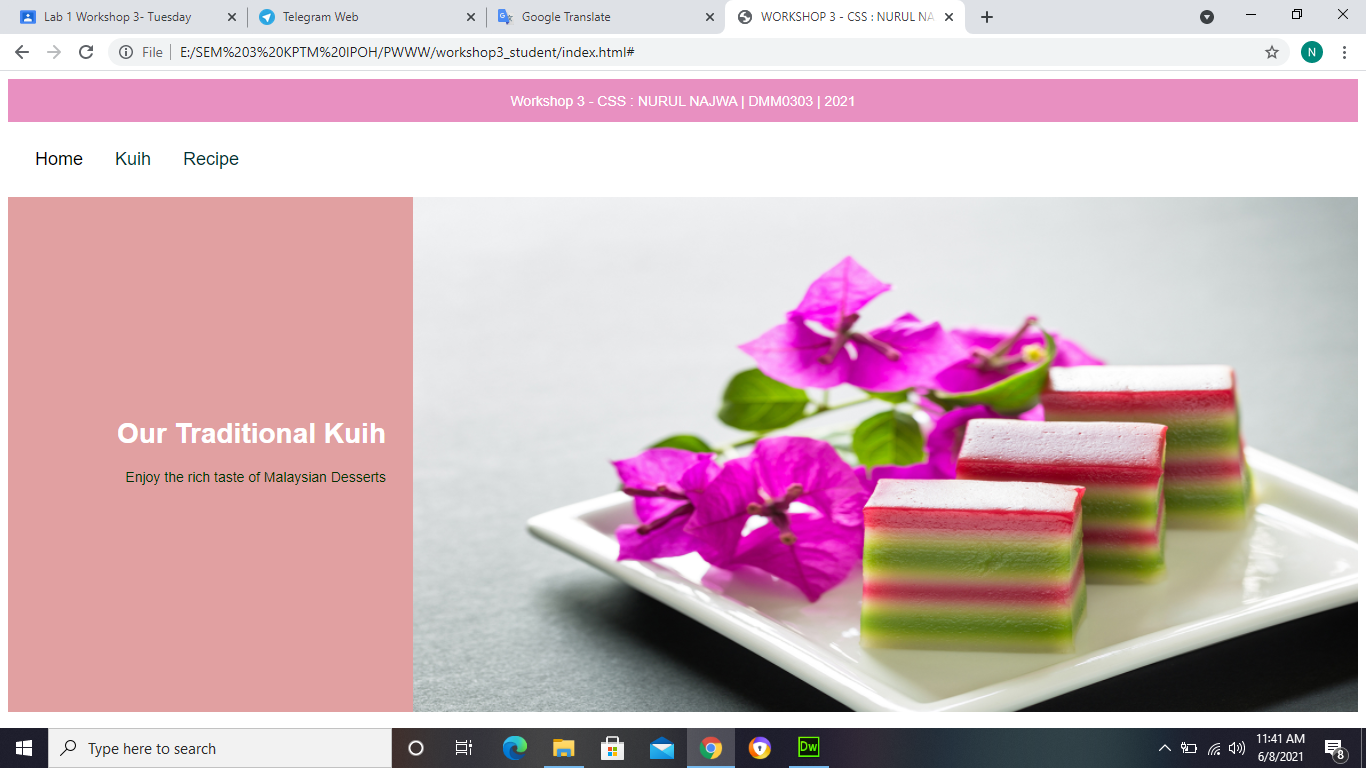 Lab 1 Workshop 3- Tuesday
Telegram Web
Google Translate
WORKSHOP 3 - CSS : NURUL NA
N
File
E:/SEM%203%20KPTM%20IPOH/PWWW/workshop3_student/index.html#
Workshop 3 - CSS : NURUL NAJWA | DMM0303 | 2021
Home Kuih Recipe
Our Traditional Kuih
Enjoy the rich taste of Malaysian Desserts
Type here to search
Dw
11:41 AM
6/8/2021
8